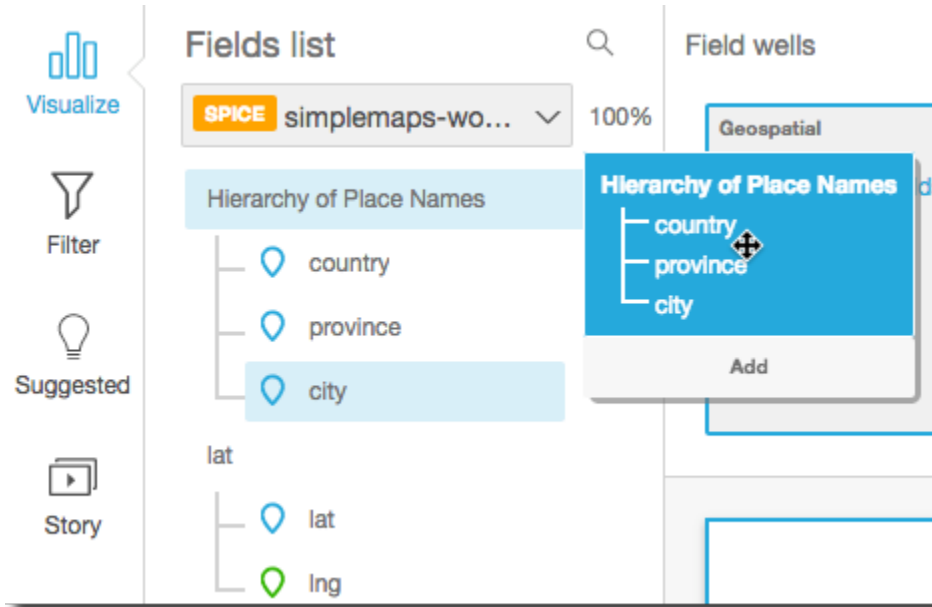 Visualize
Filter
Suggested
Story
Fields list
SPICE simplemaps-wo... 100%
Hierarchy of Place Names
country
province
city
lat
lat
lng
Field wells
Geospatial
Hierarchy of Place Names
country
province
city
Add